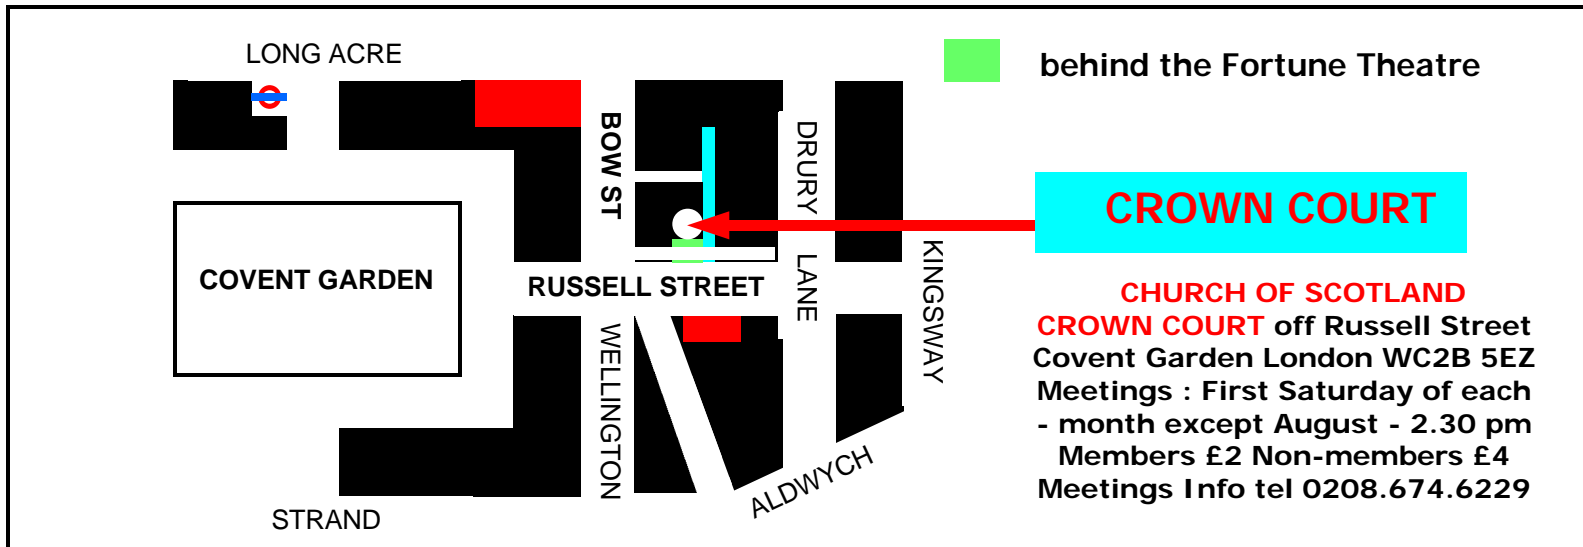 LONG ACRE
behind the Fortune Theatre
BOW ST
DRURY LANE
CROWN COURT
COVENT GARDEN
RUSSELL STREET
KINGSWAY
WELLINGTON
ALDWYCH
STRAND
CHURCH OF SCOTLAND
CROWN COURT off Russell Street
Covent Garden London WC2B 5EZ
Meetings : First Saturday of each
- month except August - 2.30 pm
Members £2 Non-members £4
Meetings Info tel 0208.674.6229